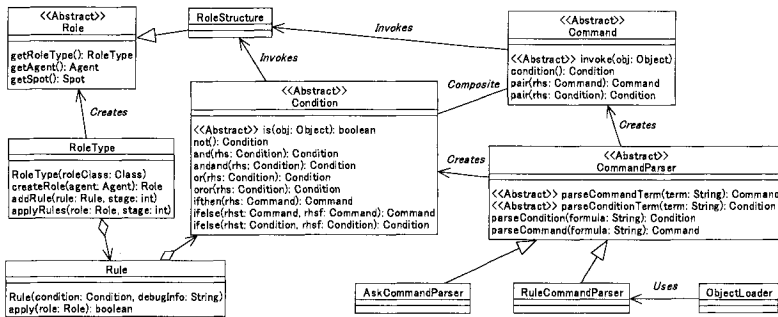 <<Abstract>>
Role
getRoleType(): RoleType
getAgent(): Agent
getSpot(): Spot
RoleStructure
Invokes
<<Abstract>>
Command
<<Abstract>> invoke(obj: Object)
condition(): Condition
pair(rhs: Command): Command
pair(rhs: Condition): Condition
Invokes
Creates
Composite
<<Abstract>>
Condition
<<Abstract>> is(obj: Object): boolean
not(): Condition
and(rhs: Condition): Condition
andand(rhs: Condition): Condition
or(rhs: Condition): Condition
oror(rhs: Condition): Condition
ifthen(rhs: Command): Command
ifelse(rhst: Command, rhsf: Command): Command
ifelse(rhst: Condition, rhsf: Condition): Condition
Creates
Creates
RoleType
RoleType(roleClass: Class)
createRole(agent: Agent): Role
addRule(rule: Rule, stage: int)
applyRules(role: Role, stage: int)
<<Abstract>>
CommandParser
<<Abstract>> parseCommandTerm(term: String): Command
<<Abstract>> parseConditionTerm(term: String): Condition
parseCondition(formula: String): Condition
parseCommand(formula: String): Command
Rule
Rule(condition: Condition, debugInfo: String)
apply(role: Role): boolean
AskCommandParser
RuleCommandParser
Uses
ObjectLoader